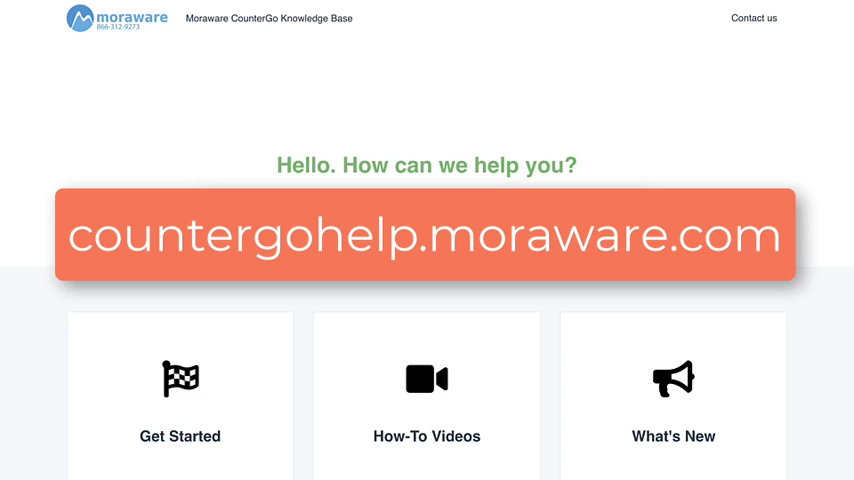 moraware
866-312-9273
Moraware CounterGo Knowledge Base
Contact us
Hello. How can we help you?
countergohelp.moraware.com
Get Started
How-To Videos
What's New